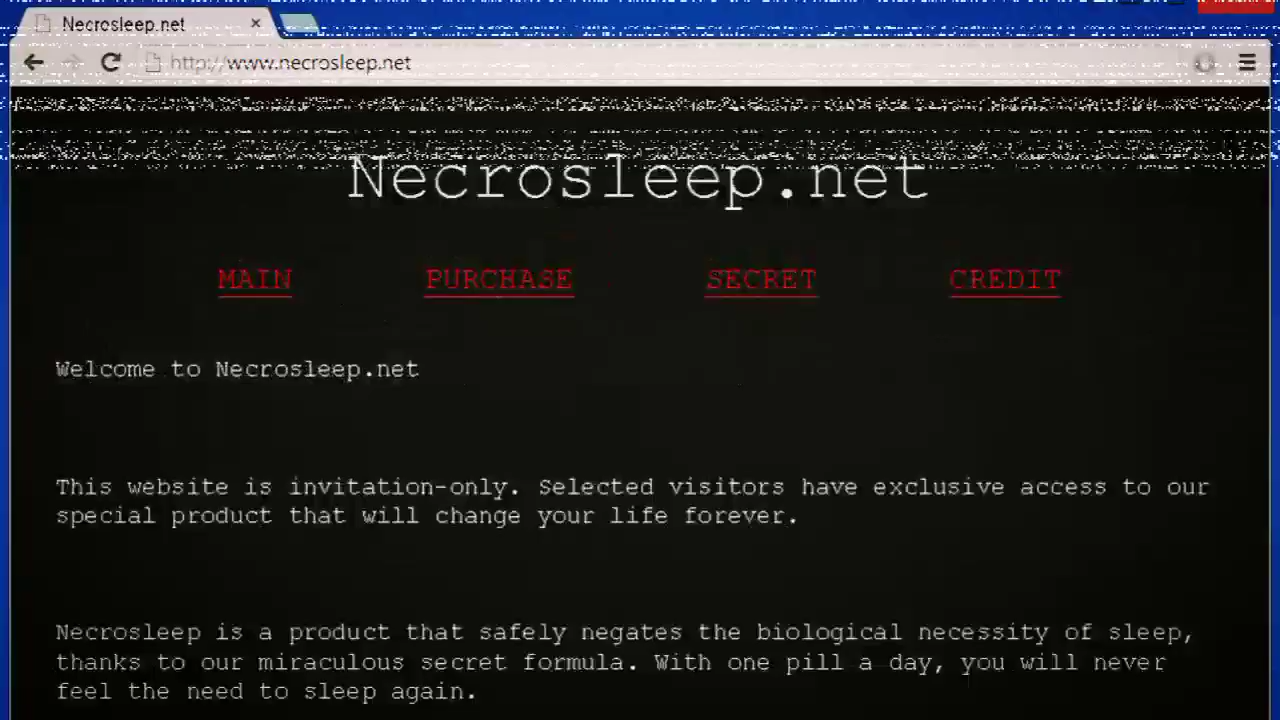 Necrosleep.net
http://www.necrosleep.net
Necrosleep.net
MAIN PURCHASE SECRET CREDIT
Welcome to Necrosleep.net
This website is invitation-only. Selected visitors have exclusive access to our
special product that will change your life forever.
Necrosleep is a product that safely negates the biological necessity of sleep,
thanks to our miraculous secret formula. With one pill a day, you will never
feel the need to sleep again.